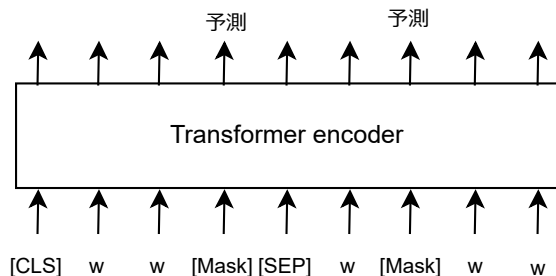 予測 予測
Transformer encoder
[CLS] w w [Mask] [SEP] w [Mask] w w